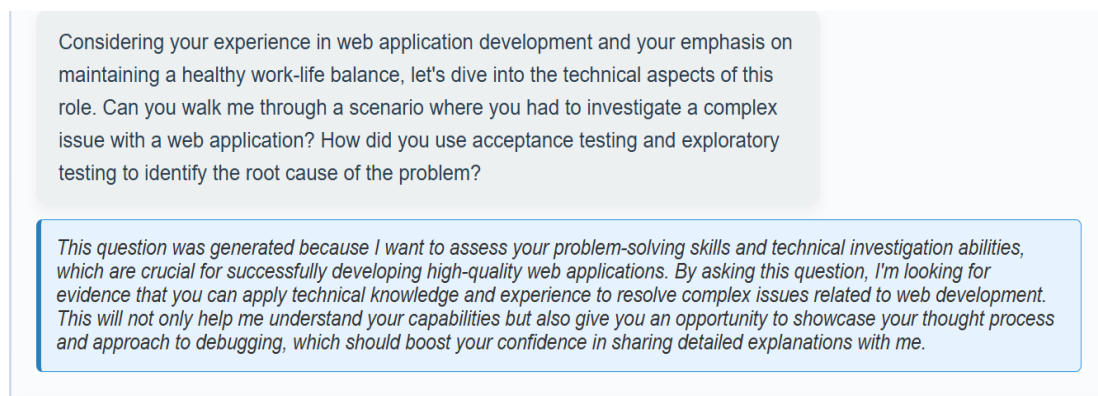 Considering your experience in web application development and your emphasis on
maintaining a healthy work-life balance, let's dive into the technical aspects of this
role. Can you walk me through a scenario where you had to investigate a complex
issue with a web application? How did you use acceptance testing and exploratory
testing to identify the root cause of the problem?
This question was generated because I want to assess your problem-solving skills and technical investigation abilities,
which are crucial for successfully developing high-quality web applications. By asking this question, I'm looking for
evidence that you can apply technical knowledge and experience to resolve complex issues related to web development.
This will not only help me understand your capabilities but also give you an opportunity to showcase your thought process
and approach to debugging, which should boost your confidence in sharing detailed explanations with me.